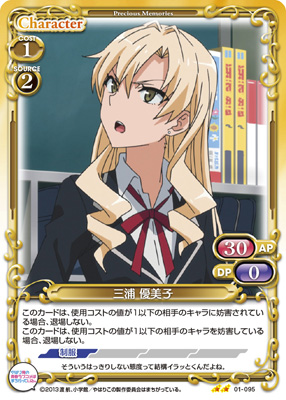 Precious Memories
Character
COST
1
SOURCE
2
30 AP
DP 0
三浦 優美子
このカードは、使用コストの値が1以下の相手のキャラに妨害されている場合、退場しない。
このカードは、使用コストの値が1以下の相手のキャラを妨害している場合、退場しない。
制服
そういうはっきりしない態度って結構イラっとくんだよね。
©2013 渡 航、小学館/やはりこの製作委員会はまちがっている。
01-095